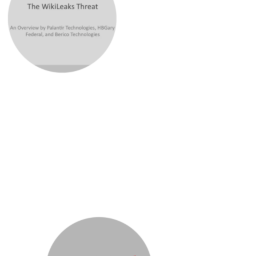 The WikiLeaks Threat
An Overview by Palantir Technologies, HBGary
Federal, and Berico Technologies